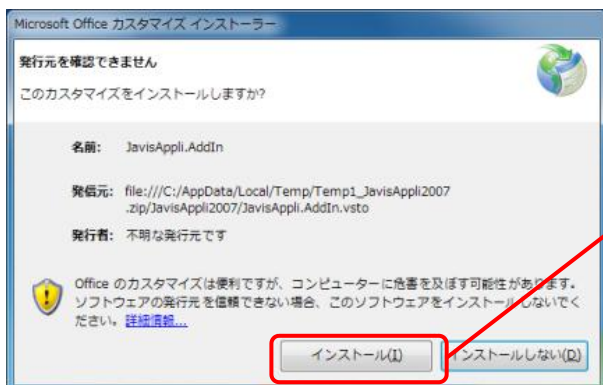 Microsoft Office カスタマイズ インストーラー
発行元を確認できません
このカスタマイズをインストールしますか?
名前: JavisAppli.AddIn
発信元: file:///C:/AppData/Local/Temp/Temp1_JavisAppli2007
.zip/JavisAppli2007/JavisAppli.AddIn.vsto
発行者: 不明な発行元です
Office のカスタマイズは便利ですが、コンピューターに危害を及ぼす可能性があります。
ソフトウェアの発行元を信頼できない場合、このソフトウェアをインストールしないでく
ださい。 詳細情報...
インストール(I) インストールしない(D)